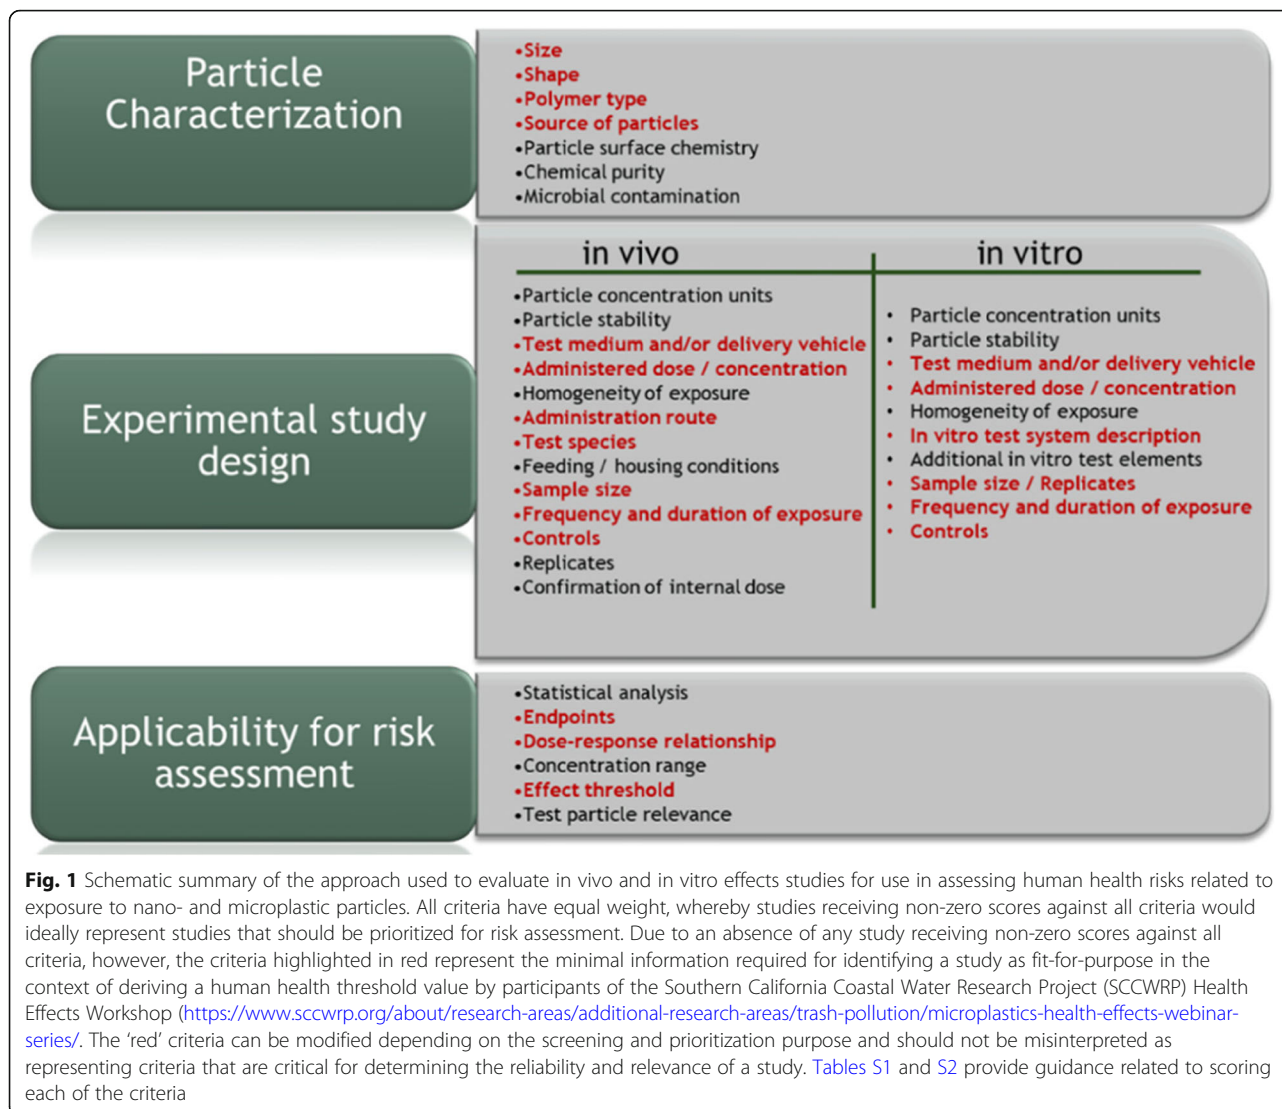 Particle
Characterization
•Size
•Shape
•Polymer type
•Source of particles
•Particle surface chemistry
•Chemical purity
•Microbial contamination
Experimental study
design
in vivo
•Particle concentration units
•Particle stability
•Test medium and/or delivery vehicle
•Administered dose / concentration
•Homogeneity of exposure
•Administration route
•Test species
•Feeding / housing conditions
•Sample size
•Frequency and duration of exposure
•Controls
•Replicates
•Confirmation of internal dose
in vitro
• Particle concentration units
• Particle stability
• Test medium and/or delivery vehicle
• Administered dose / concentration
• Homogeneity of exposure
• In vitro test system description
• Additional in vitro test elements
• Sample size / Replicates
• Frequency and duration of exposure
• Controls
Applicability for risk
assessment
•Statistical analysis
•Endpoints
•Dose-response relationship
•Concentration range
•Effect threshold
•Test particle relevance
Fig. 1 Schematic summary of the approach used to evaluate in vivo and in vitro effects studies for use in assessing human health risks related to
exposure to nano- and microplastic particles. All criteria have equal weight, whereby studies receiving non-zero scores against all criteria would
ideally represent studies that should be prioritized for risk assessment. Due to an absence of any study receiving non-zero scores against all
criteria, however, the criteria highlighted in red represent the minimal information required for identifying a study as fit-for-purpose in the
context of deriving a human health threshold value by participants of the Southern California Coastal Water Research Project (SCCWRP) Health
Effects Workshop (https://www.sccwrp.org/about/research-areas/additional-research-areas/trash-pollution/microplastics-health-effects-webinar-
series/. The ‘red’ criteria can be modified depending on the screening and prioritization purpose and should not be misinterpreted as
representing criteria that are critical for determining the reliability and relevance of a study. Tables S1 and S2 provide guidance related to scoring
each of the criteria